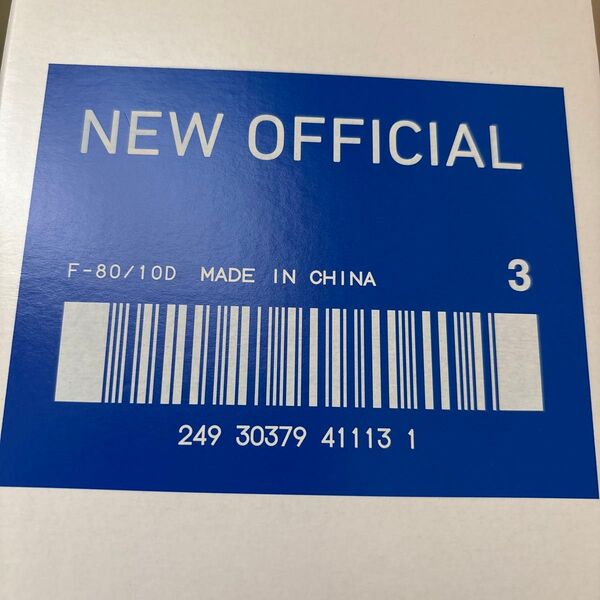 NEW OFFICIAL
F-80/10D MADE IN CHINA 3
249 30379 41113 1